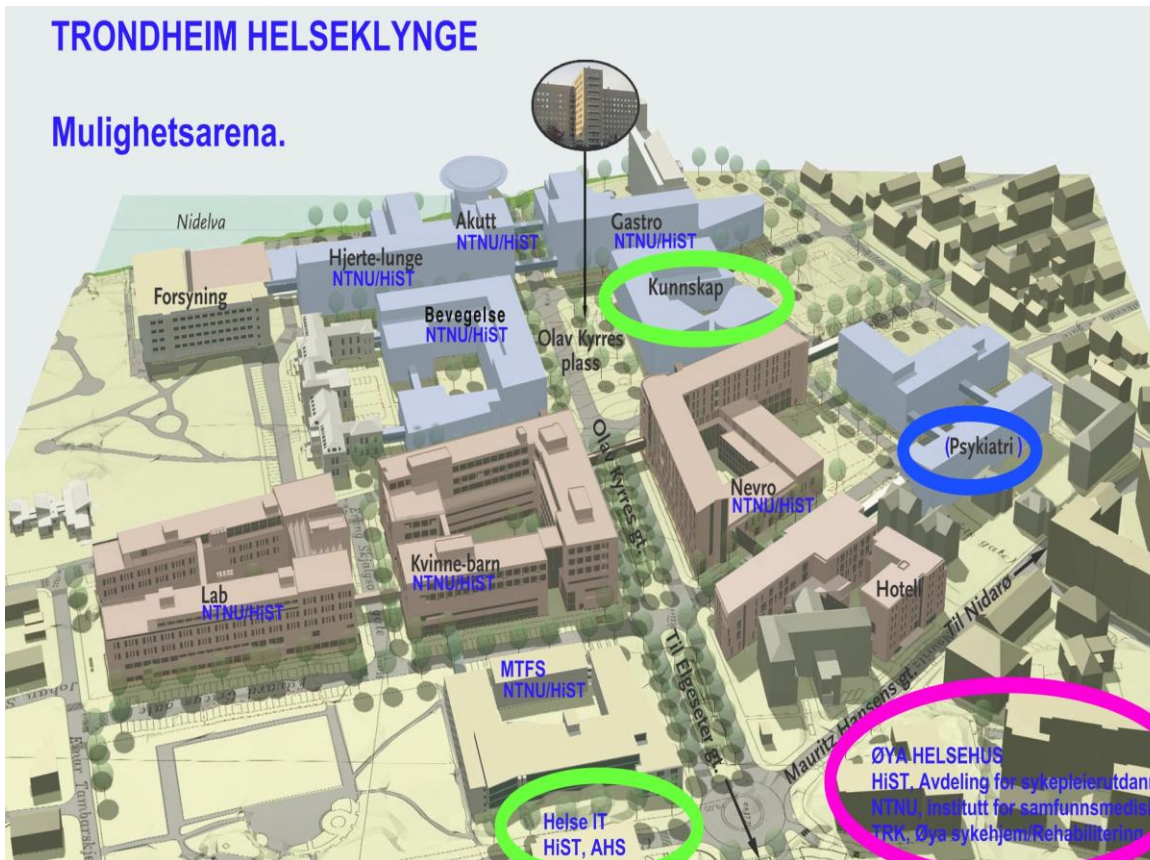 TRONDHEIM HELSEKLYNGE
Mulighetsarena.
Nidelva
Akutt
NTNU/HiST
Gastro
NTNU/HiST
Hjerte-lunge
NTNU/HiST
Kunnskap
Forsyning
Bevegelse
NTNU/HiST
Olav Kyrres
plass
(Psykiatri )
Olav Kyrres gt.
Nevro
NTNU/HiST
Kvinne-barn
NTNU/HiST
Lab
NTNU/HiST
Hotell
Til Nidarø
MTFS
NTNU/HiST
Til Elgeseter gt.
Mauritz Hansens gt.
ØYA HELSEHUS
HiST, Avdeling for sykepleierutdann
NTNU, institutt for samfunnsmedisi
TRK, Øya sykehjem/Rehabilitering
Helse IT
HiST, AHS